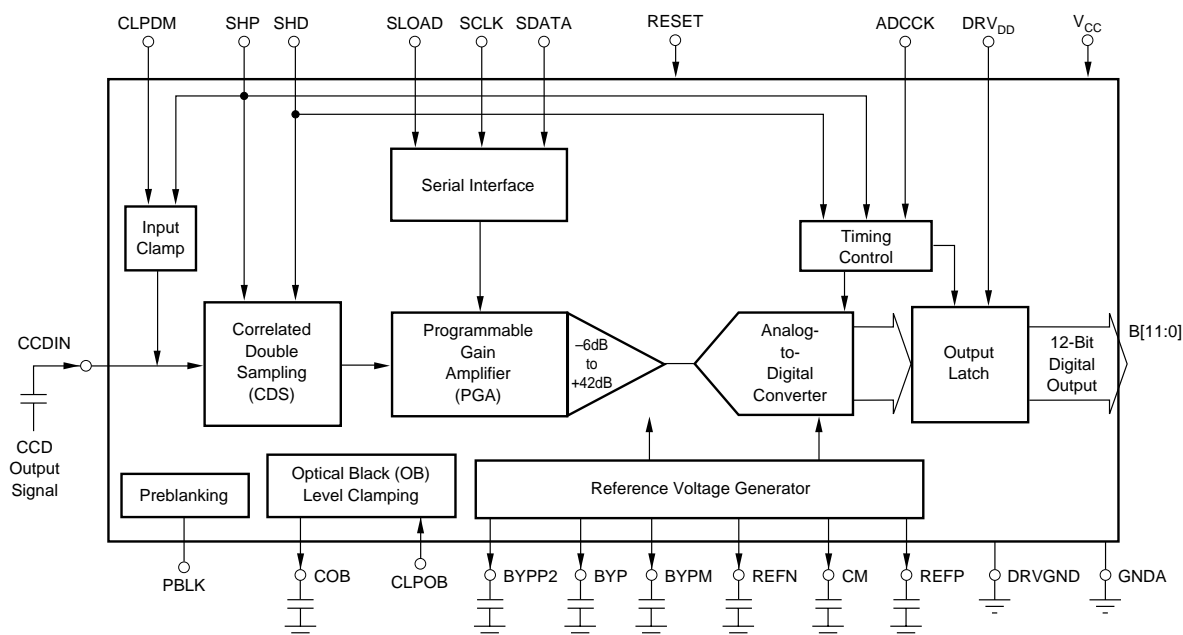 CLPDM SHP SHD SLOAD SCLK SDATA RESET ADCCK DRVDD VCC
Serial Interface
Input
Clamp
Timing
Control
CCDIN
Correlated
Double
Sampling
(CDS)
Programmable
Gain
Amplifier
(PGA)
–6dB
to
+42dB
Analog-
to-
Digital
Converter
Output
Latch
12-Bit
Digital
Output
B[11:0]
CCD
Output
Signal
Preblanking
Optical Black (OB)
Level Clamping
Reference Voltage Generator
PBLK COB CLPOB BYPP2 BYP BYPM REFN CM REFP DRVGND GNDA